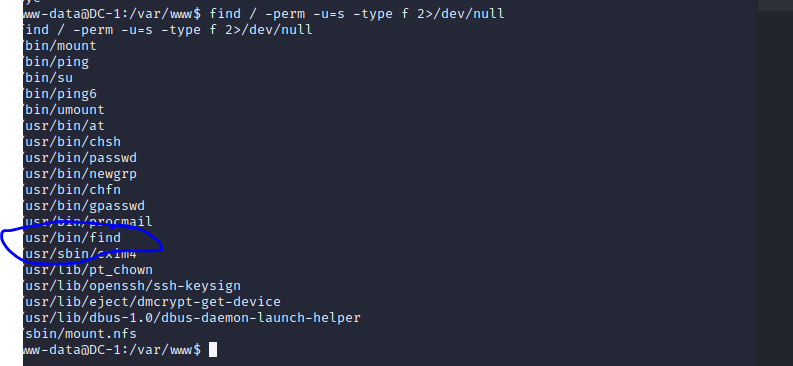 ww-data@DC-1:/var/www$ find / -perm -u=s -type f 2>/dev/null
ind / -perm -u=s -type f 2>/dev/null
/bin/mount
/bin/ping
/bin/su
/bin/ping6
/bin/umount
/usr/bin/at
/usr/bin/chsh
/usr/bin/passwd
/usr/bin/newgrp
/usr/bin/chfn
/usr/bin/gpasswd
/usr/bin/procmail
/usr/bin/find
/usr/sbin/exim4
/usr/lib/pt_chown
/usr/lib/openssh/ssh-keysign
/usr/lib/eject/dmcrypt-get-device
/usr/lib/dbus-1.0/dbus-daemon-launch-helper
/sbin/mount.nfs
ww-data@DC-1:/var/www$